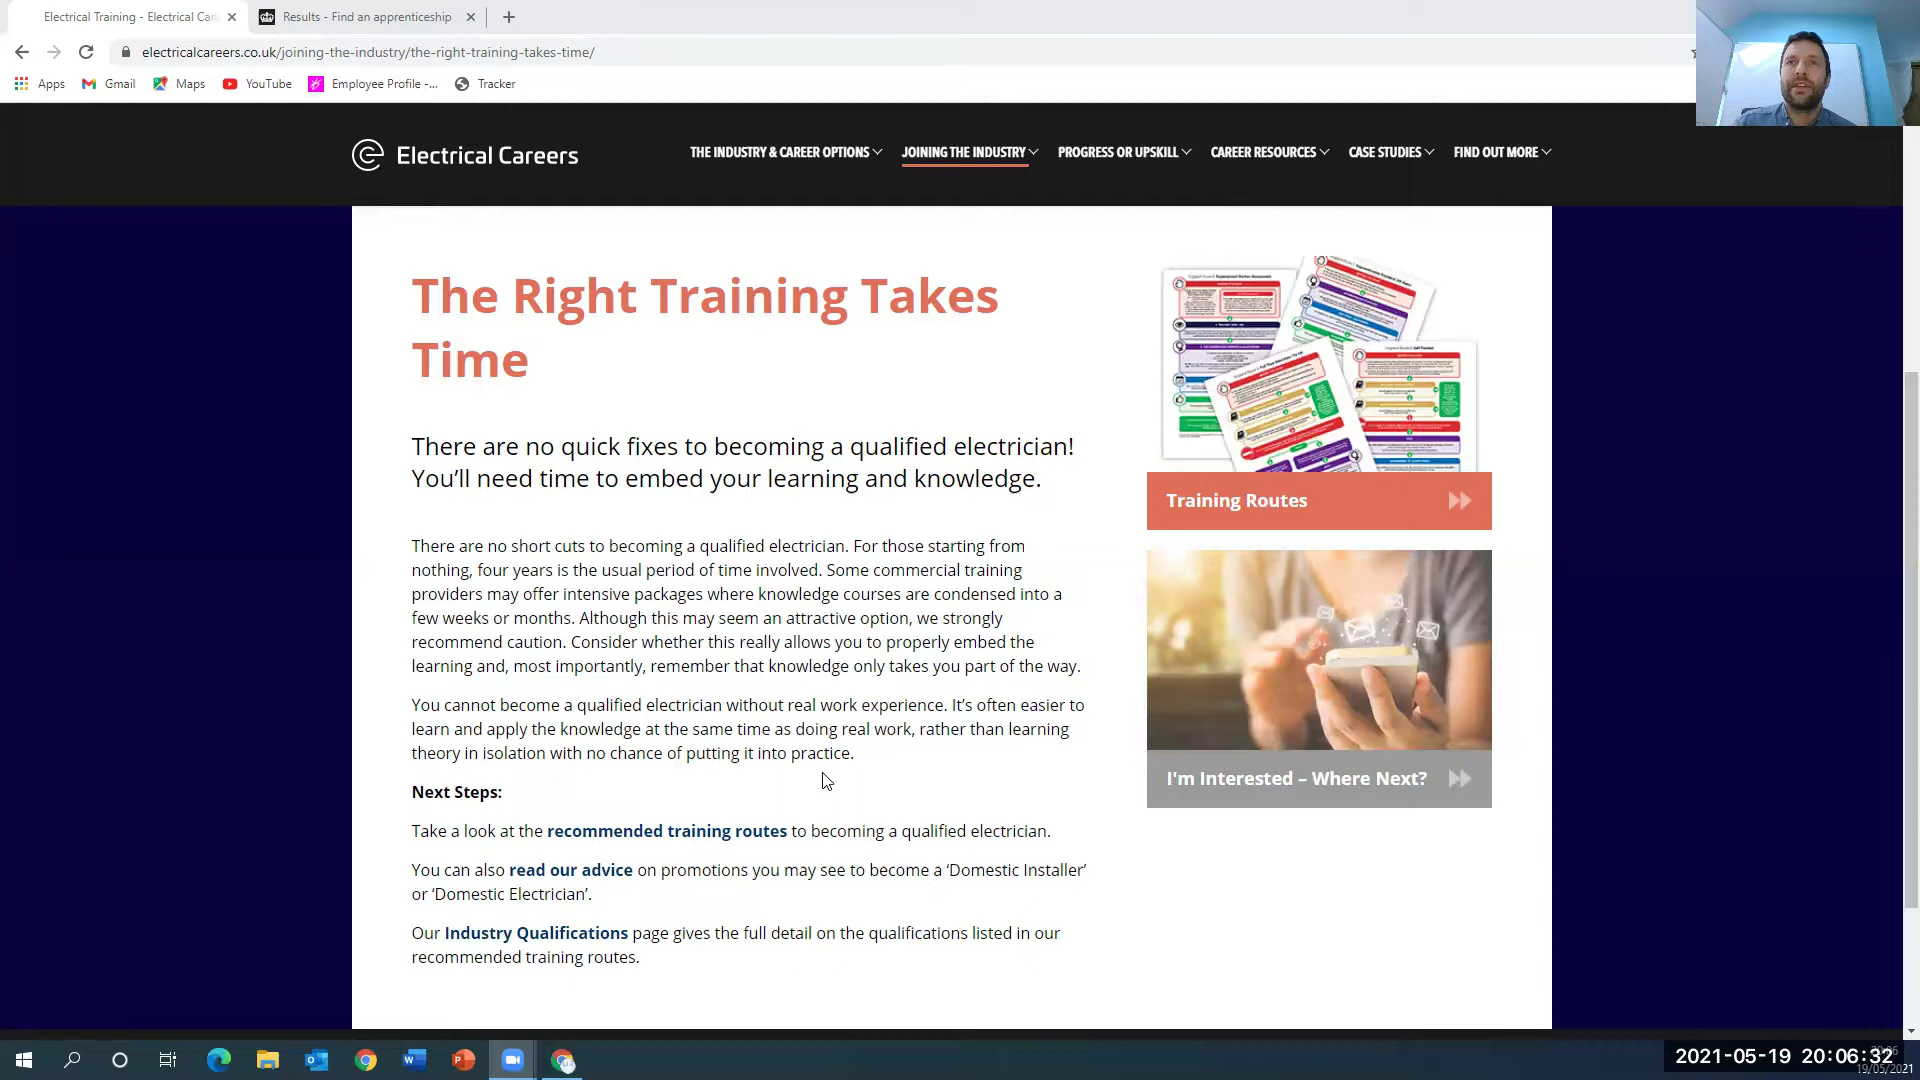 Electrical Training - Electrical Car
Results - Find an apprenticeship
electricalcareers.co.uk/joining-the-industry/the-right-training-takes-time/
Apps
Gmail
Maps
YouTube
Employee Profile -...
Tracker
Electrical Careers
THE INDUSTRY & CAREER OPTIONS
JOINING THE INDUSTRY
PROGRESS OR UPSKILL
CAREER RESOURCES
CASE STUDIES
FIND OUT MORE
The Right Training Takes
Time
There are no quick fixes to becoming a qualified electrician!
You’ll need time to embed your learning and knowledge.
There are no short cuts to becoming a qualified electrician. For those starting from
nothing, four years is the usual period of time involved. Some commercial training
providers may offer intensive packages where knowledge courses are condensed into a
few weeks or months. Although this may seem an attractive option, we strongly
recommend caution. Consider whether this really allows you to properly embed the
learning and, most importantly, remember that knowledge only takes you part of the way.
You cannot become a qualified electrician without real work experience. It’s often easier to
learn and apply the knowledge at the same time as doing real work, rather than learning
theory in isolation with no chance of putting it into practice.
Next Steps:
Take a look at the recommended training routes to becoming a qualified electrician.
You can also read our advice on promotions you may see to become a ‘Domestic Installer’
or ‘Domestic Electrician’.
Our Industry Qualifications page gives the full detail on the qualifications listed in our
recommended training routes.
Training Routes
I'm Interested – Where Next?
2021-05-19 20:06:32
19/05/2021